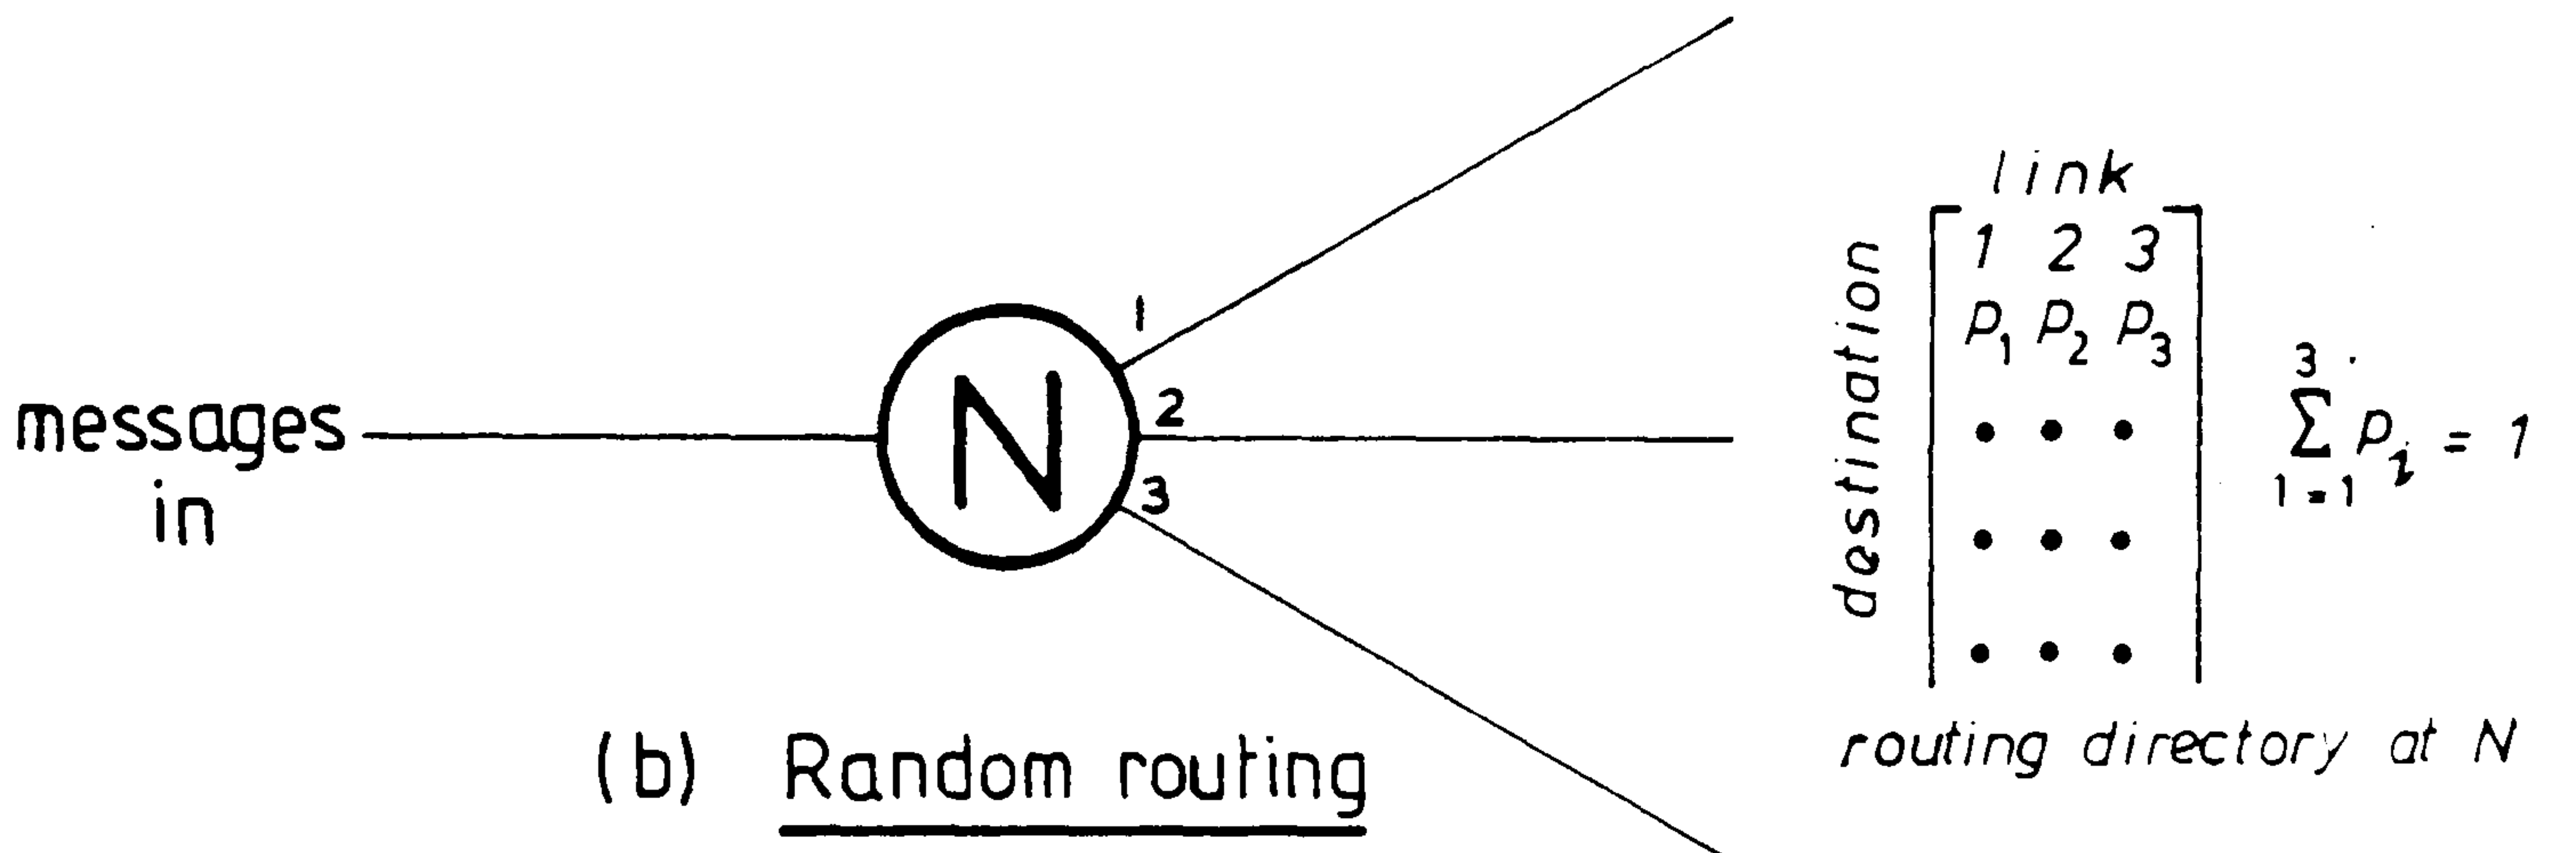 messages
in
N
1
2
3
link
destination
1 2 3
P₁ P₂ P₃
3
Σ pᵢ = 1
1 = 1
routing directory at N
(b) Random routing